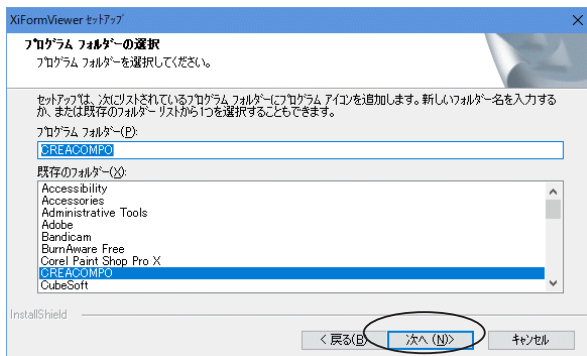 XiFormViewer ｾｯﾄｱｯﾌﾟ
ﾌﾟﾛｸﾞﾗﾑ ﾌｫﾙﾀﾞｰの選択
ﾌﾟﾛｸﾞﾗﾑ ﾌｫﾙﾀﾞｰを選択してください。
ｾｯﾄｱｯﾌﾟは、次にリストされているﾌﾟﾛｸﾞﾗﾑ ﾌｫﾙﾀﾞｰにﾌﾟﾛｸﾞﾗﾑ ｱｲｺﾝを追加します。新しいﾌｫﾙﾀﾞｰ名を入力する
か、または既存のﾌｫﾙﾀﾞｰ ﾘｽﾄから1つを選択することもできます。
ﾌﾟﾛｸﾞﾗﾑ ﾌｫﾙﾀﾞｰ(P):
CREACOMPO
既存のﾌｫﾙﾀﾞｰ(X):
Accessibility
Accessories
Administrative Tools
Adobe
Bandicam
BurnAware Free
Corel Paint Shop Pro X
CREACOMPO
CubeSoft
InstallShield
< 戻る(B) 次へ (N)> ｷｬﾝｾﾙ